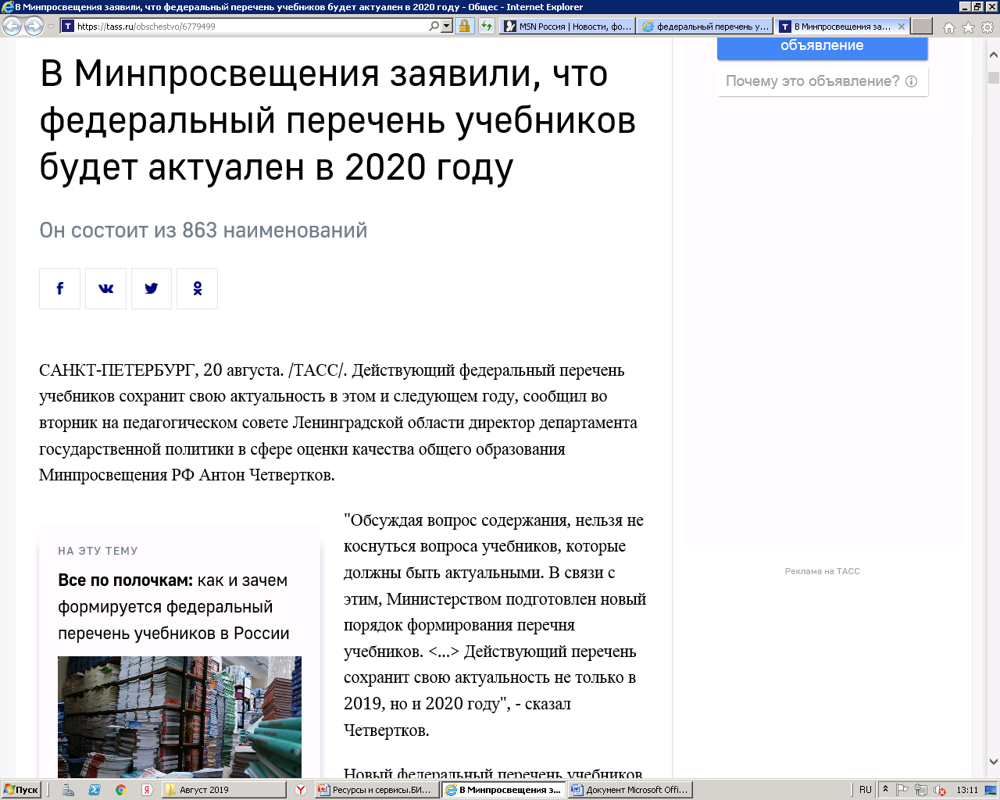 В Минпросвещения заявили, что федеральный перечень учебников будет актуален в 2020 году - Общес - Internet Explorer
https://tass.ru/obschestvo/6779499
MSN Россия | Новости, фо...
федеральный перечень у...
В Минпросвещения за...
В Минпросвещения заявили, что
федеральный перечень учебников
будет актуален в 2020 году
Он состоит из 863 наименований
САНКТ-ПЕТЕРБУРГ, 20 августа. /ТАСС/. Действующий федеральный перечень
учебников сохранит свою актуальность в этом и следующем году, сообщил во
вторник на педагогическом совете Ленинградской области директор департамента
государственной политики в сфере оценки качества общего образования
Минпросвещения РФ Антон Четвертков.
НА ЭТУ ТЕМУ
Все по полочкам: как и зачем
формируется федеральный
перечень учебников в России
"Обсуждая вопрос содержания, нельзя не
коснуться вопроса учебников, которые
должны быть актуальными. В связи с
этим, Министерством подготовлен новый
порядок формирования перечня
учебников. <...> Действующий перечень
сохранит свою актуальность не только в
2019, но и 2020 году", - сказал
Четвертков.
Новый федеральный перечень учебников
объявление
Почему это объявление?
Реклама на ТАСС
Пуск
Август 2019
Ресурсы и сервисы.БИ...
В Минпросвещения з...
Документ Microsoft Offi...
RU
13:11